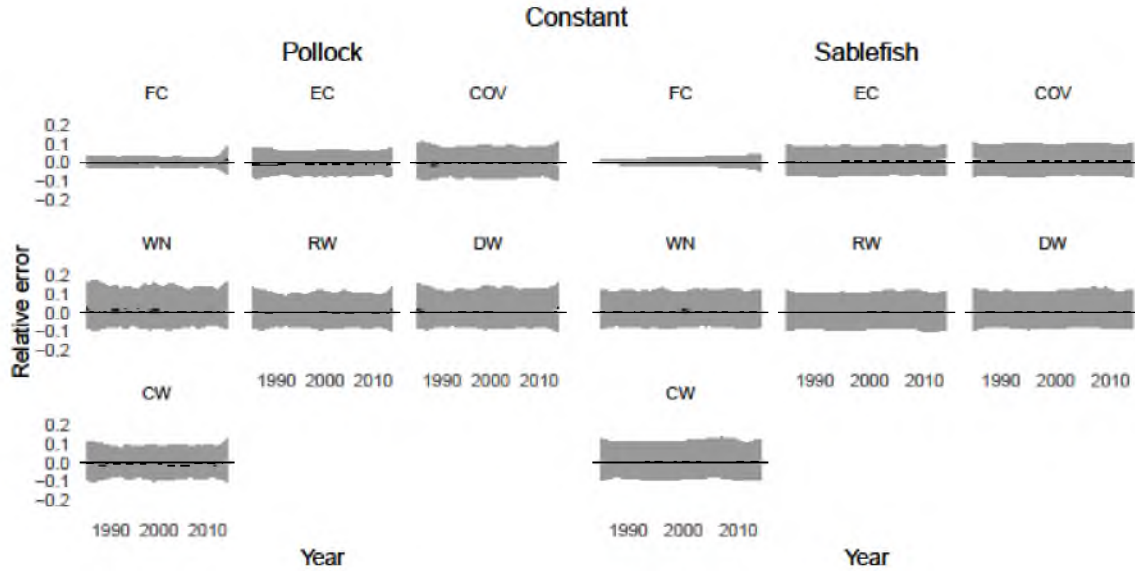 Constant
Pollock Sablefish
FC EC COV FC EC COV
0.2
0.1
0.0
−0.1
−0.2
WN RW DW WN RW DW
0.2
0.1
0.0
−0.1
−0.2
1990 2000 2010 1990 2000 2010 1990 2000 2010 1990 2000 2010
CW CW
0.2
0.1
0.0
−0.1
−0.2
1990 2000 2010 1990 2000 2010
Relative error
Year Year